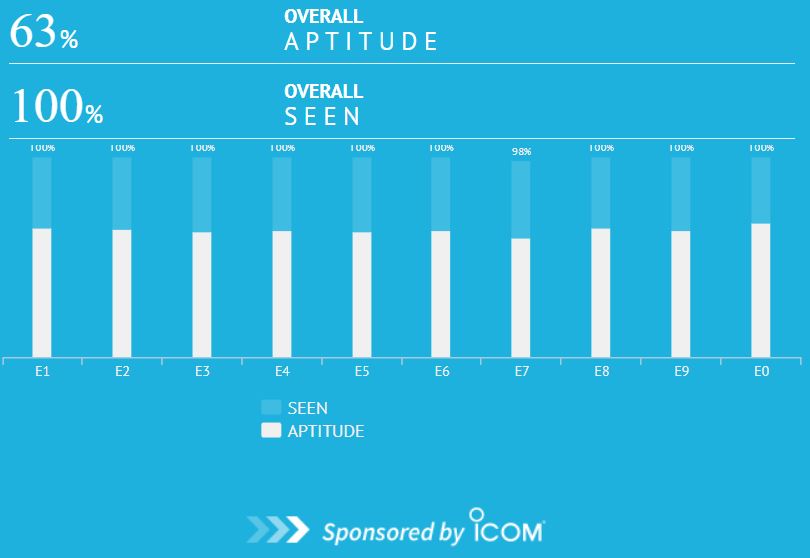 63%
OVERALL
APTITUDE
100%
OVERALL
SEEN
100% 100% 100% 100% 100% 100% 98% 100% 100% 100%
E1 E2 E3 E4 E5 E6 E7 E8 E9 E0
SEEN
APTITUDE
Sponsored by ICOM